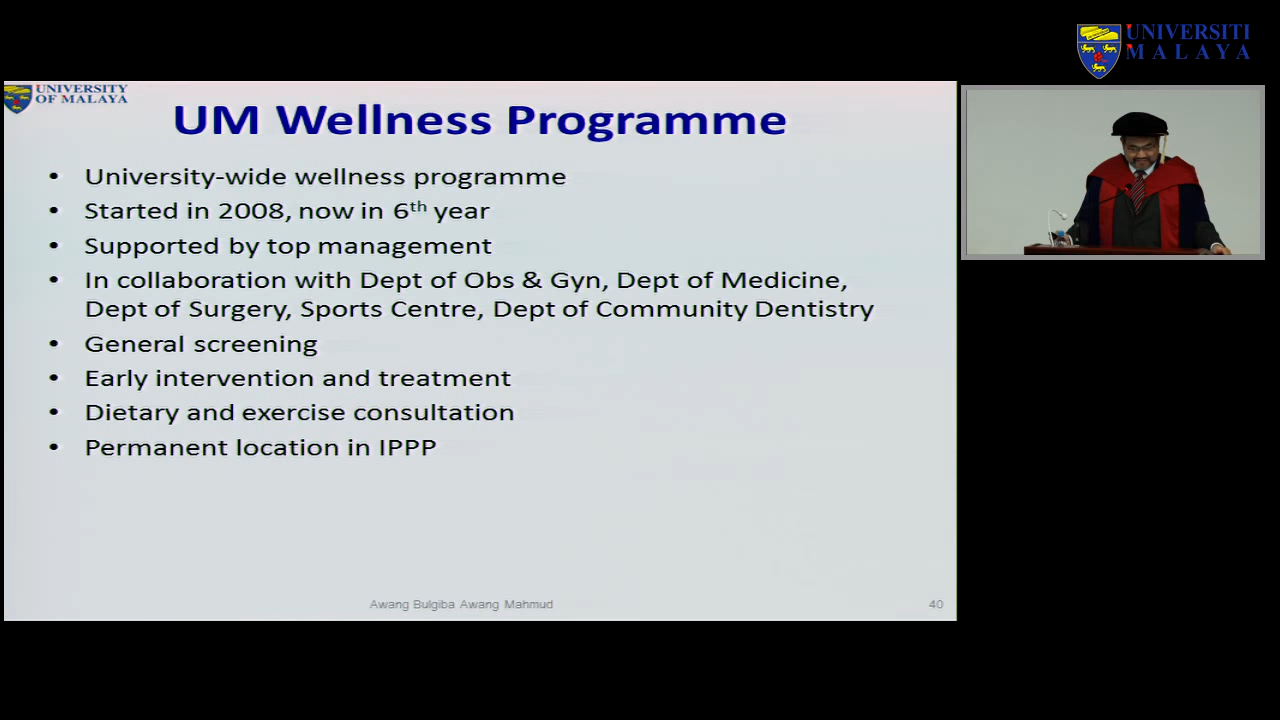 UNIVERSITI
MALAYA
UNIVERSITY
OF MALAYA
UM Wellness Programme
• University-wide wellness programme
• Started in 2008, now in 6th year
• Supported by top management
• In collaboration with Dept of Obs & Gyn, Dept of Medicine,
Dept of Surgery, Sports Centre, Dept of Community Dentistry
• General screening
• Early intervention and treatment
• Dietary and exercise consultation
• Permanent location in IPPP
Awang Bulgiba Awang Mahmud
40